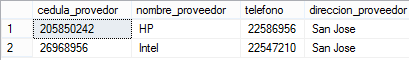 cedula_provedor nombre_proveedor telefono direccion_proveedor
1 205850242 HP 22586956 San Jose
2 26968956 Intel 22547210 San Jose